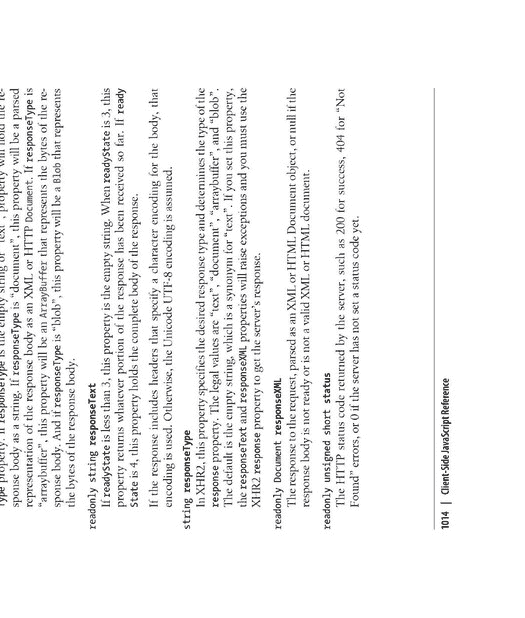 Type property. If responseType is the empty string or "text", property will hold the re-
sponse body as a string. If responseType is "document", this property will be a parsed
representation of the response body as an XML or HTTP Document. If responseType is
"arraybuffer", this property will be an ArrayBuffer that represents the bytes of the re-
sponse body. And if responseType is "blob", this property will be a Blob that represents
the bytes of the response body.
readonly string responseText
If readyState is less than 3, this property is the empty string. When readyState is 3, this
property returns whatever portion of the response has been received so far. If ready
State is 4, this property holds the complete body of the response.
If the response includes headers that specify a character encoding for the body, that
encoding is used. Otherwise, the Unicode UTF-8 encoding is assumed.
string responseType
In XHR2, this property specifies the desired response type and determines the type of the
response property. The legal values are "text", "document", "arraybuffer", and "blob".
The default is the empty string, which is a synonym for "text". If you set this property,
the responseText and responseXML properties will raise exceptions and you must use the
XHR2 response property to get the server's response.
readonly Document responseXML
The response to the request, parsed as an XML or HTML Document object, or null if the
response body is not ready or is not a valid XML or HTML document.
readonly unsigned short status
The HTTP status code returned by the server, such as 200 for success, 404 for "Not
Found" errors, or 0 if the server has not set a status code yet.
1014 | Client-Side JavaScript Reference